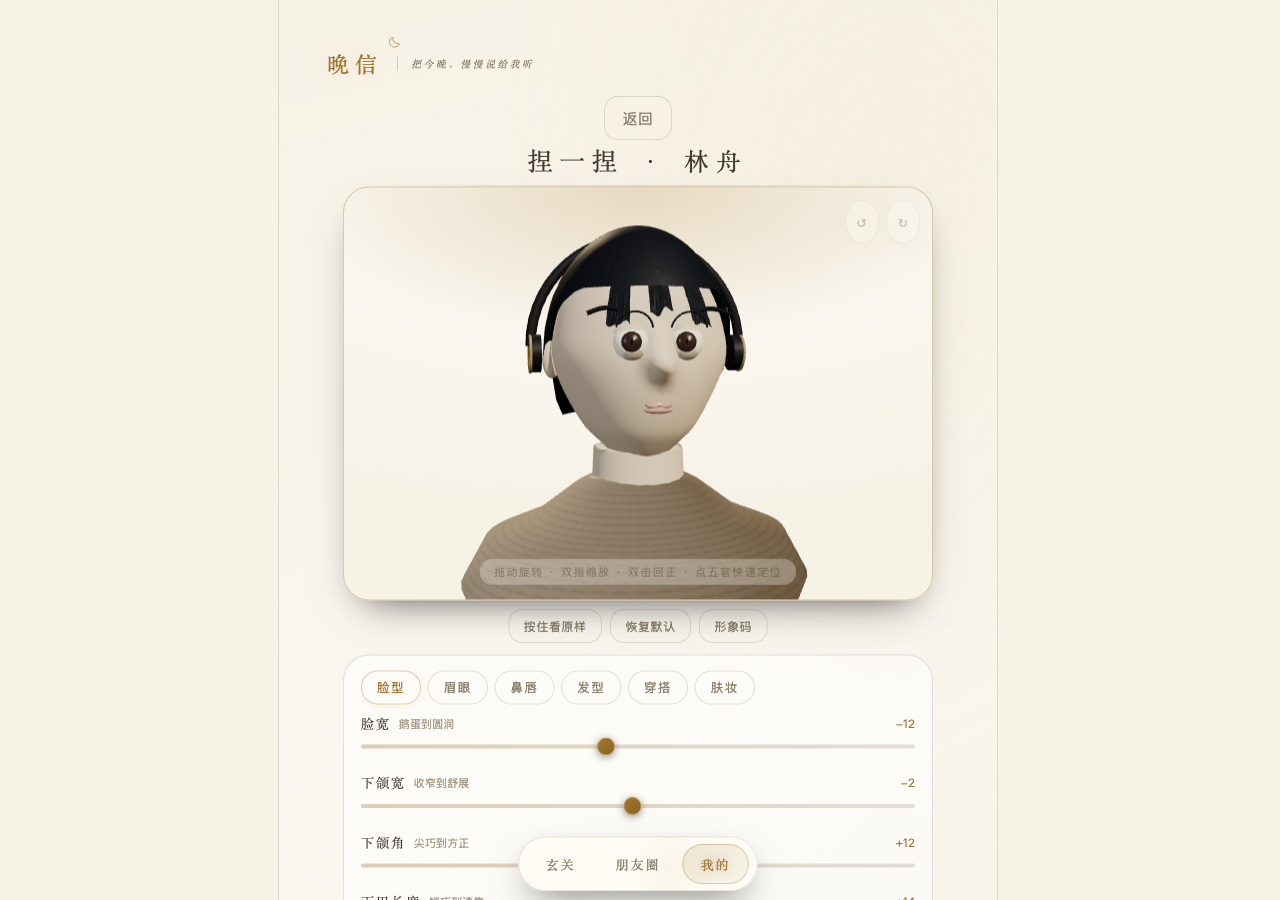 晚信
把今晚，慢慢说给我听
返回
捏一捏 · 林舟
↺ ↻
拖动旋转 · 双指缩放 · 双击回正 · 点五官快速定位
按住看原样 恢复默认 形象码
脸型 眉眼 鼻唇 发型 穿搭 肤妆
脸宽 鹅蛋到圆润 −12
下颌宽 收窄到舒展 −2
下颌角 尖巧到方正 +12
玄关 朋友圈 我的